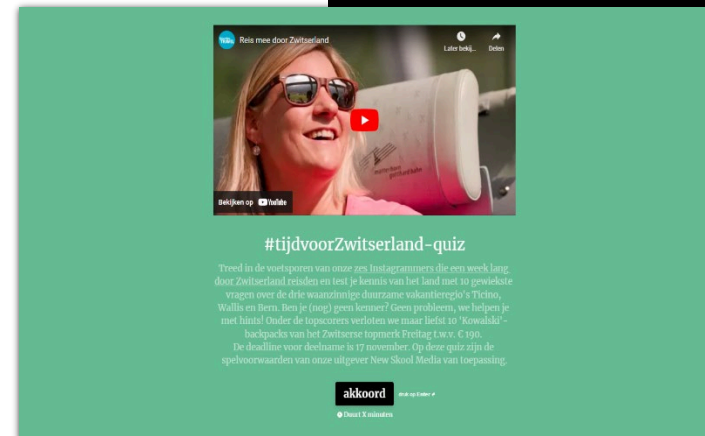 Reis mee door Zwitserland
Later bekij...
Delen
Bekijken op YouTube
#tijdvoorZwitserland-quiz
Treed in de voetsporen van onze zes Instagrammers die een week lang
door Zwitserland reisden en test je kennis van het land met 10 gewiekste
vragen over de drie waanzinnige duurzame vakantieregio's Ticino,
Wallis en Bern. Ben je (nog) geen kenner? Geen probleem, we helpen je
met hints! Onder de topscorers verloten we maar liefst 10 'Kowalski'-
backpacks van het Zwitserse topmerk Freitag t.w.v. € 190.
De deadline voor deelname is 17 november. Op deze quiz zijn de
spelvoorwaarden van onze uitgever New Skool Media van toepassing.
akkoord
druk op Enter ↵
Duurt X minuten